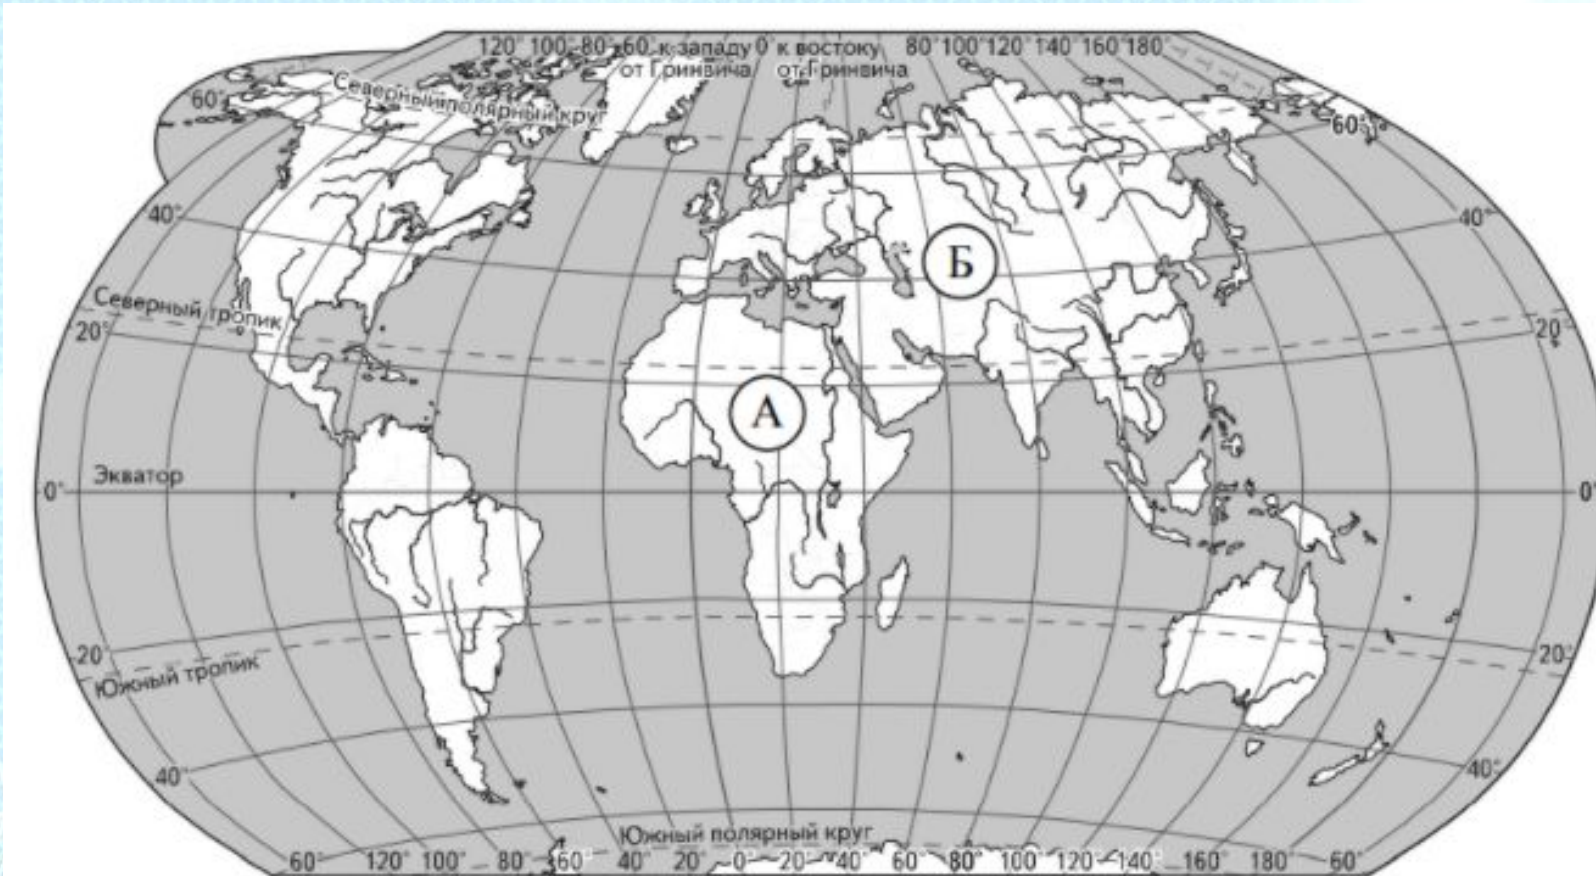 120° 100° 80° 60° к западу 0° к востоку 80° 100° 120° 140° 160° 180°
от Гринвича от Гринвича
Северный полярный круг
60° 60°
40° 40°
Б
Северный тропик
20° 20°
А
Экватор
0° 0°
20° 20°
Южный тропик
40° 40°
Южный полярный круг
60° 120° 100° 80° 60° 40° 20° 0° 20° 40° 60° 80° 100° 120° 140° 160° 180° 60°